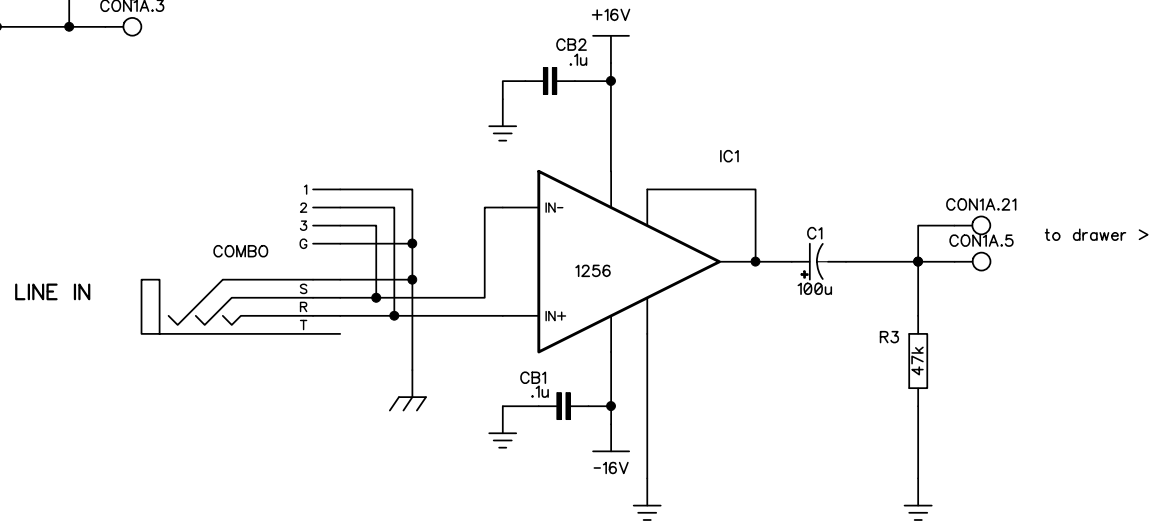 CON1A.3
+16V
CB2
.1u
IC1
1
2
3
G
COMBO
S
R
T
LINE IN
IN-
1256
IN+
C1
+
100u
CON1A.21
CON1A.5
to drawer >
R3
47k
CB1
.1u
-16V